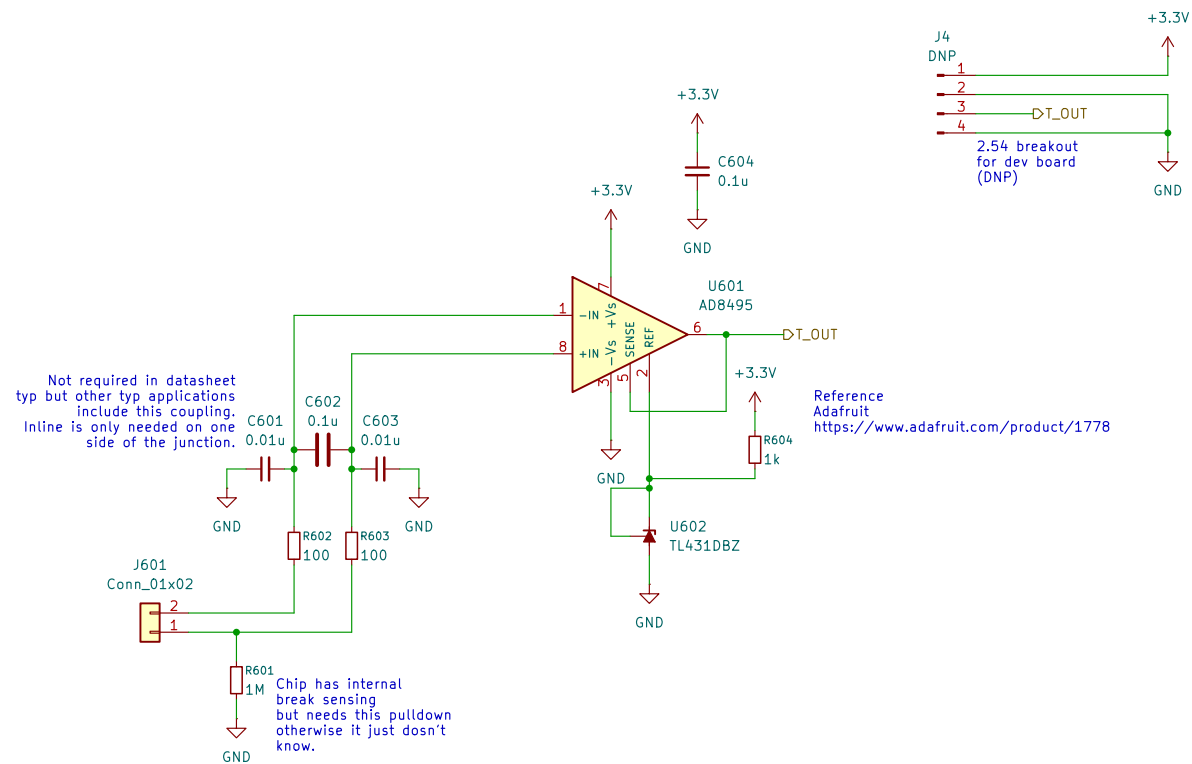 +3.3V
J4
DNP
1
2
3
4
T_OUT
2.54 breakout
for dev board
(DNP)
GND
+3.3V
C604
0.1u
GND
+3.3V
U601
AD8495
7
1
8
-IN
+IN
+Vs
-Vs
SENSE
REF
3
5
2
6
T_OUT
GND
+3.3V
R604
1k
Reference
Adafruit
https://www.adafruit.com/product/1778
Not required in datasheet
typ but other typ applications
include this coupling.
Inline is only needed on one
side of the junction.
C601
0.01u
C602
0.1u
C603
0.01u
GND
GND
R602
100
R603
100
U602
TL431DBZ
GND
J601
Conn_01x02
2
1
R601
1M
GND
Chip has internal
break sensing
but needs this pulldown
otherwise it just dosn't
know.